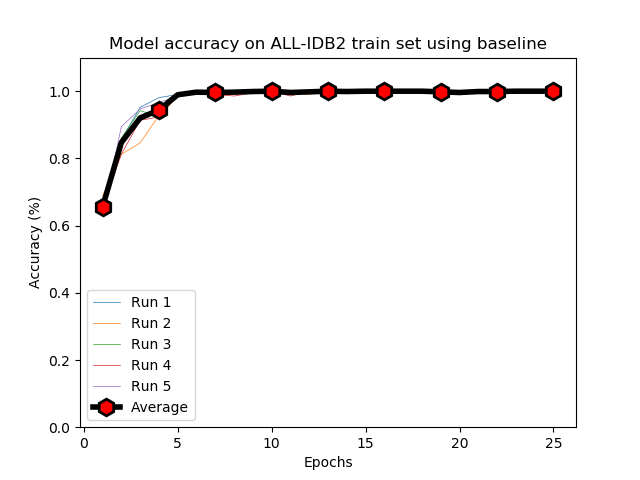 Model accuracy on ALL-IDB2 train set using baseline
1.0
0.8
0.6
0.4
0.2
0.0
Accuracy (%)
Run 1
Run 2
Run 3
Run 4
Run 5
Average
0 5 10 15 20 25
Epochs